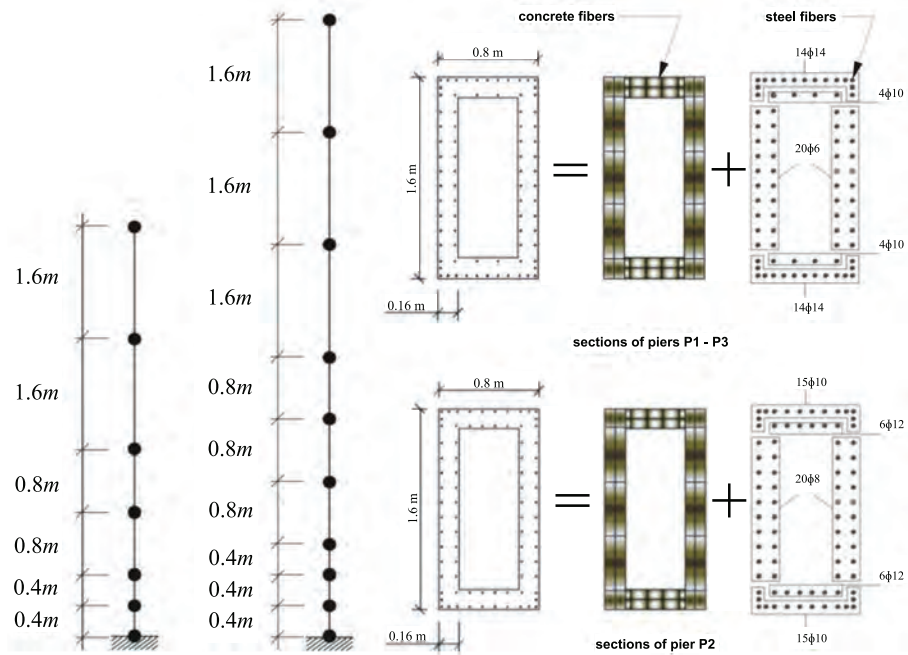 1.6m
1.6m
0.8m
0.8m
0.4m
0.4m
1.6m
1.6m
1.6m
0.8m
0.8m
0.8m
0.4m
0.4m
0.4m
concrete fibers
steel fibers
0.8 m
1.6 m
0.16 m
14ϕ14
4ϕ10
20ϕ6
4ϕ10
14ϕ14
sections of piers P1 - P3
0.8 m
1.6 m
0.16 m
15ϕ10
6ϕ12
20ϕ8
6ϕ12
15ϕ10
sections of pier P2